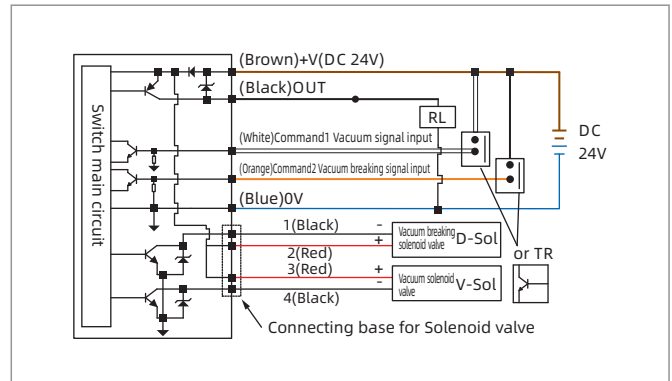 (Brown)+V(DC 24V)
(Black)OUT
RL
DC
24V
(White)Command1 Vacuum signal input
(Orange)Command2 Vacuum breaking signal input
(Blue)0V
Switch main circuit
1(Black)
-
+
Vacuum breaking
solenoid valve
D-Sol
2(Red)
or TR
3(Red)
+
-
Vacuum solenoid
valve
V-Sol
4(Black)
Connecting base for Solenoid valve